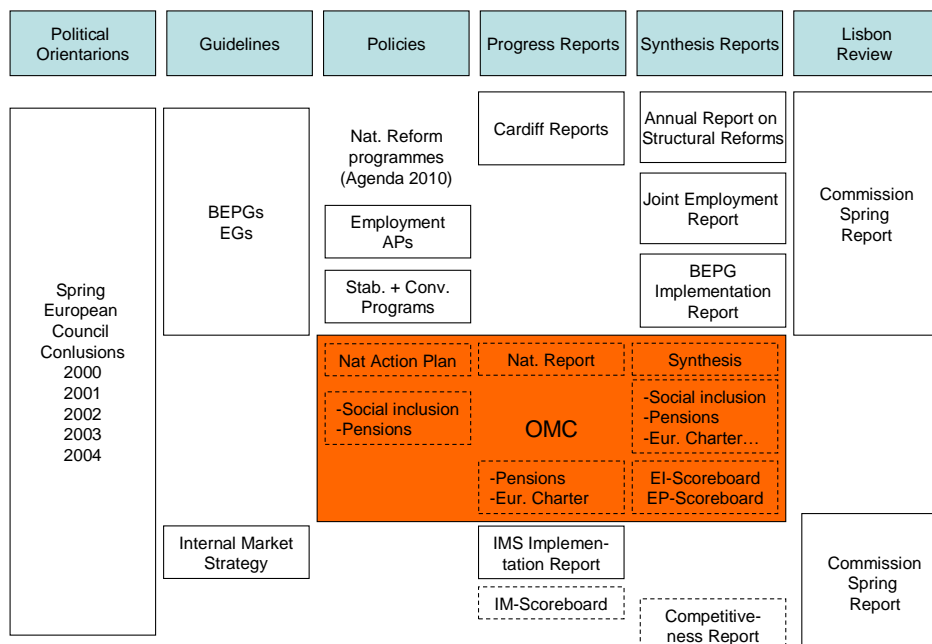 Political
Orientarions
Guidelines
Policies
Progress Reports
Synthesis Reports
Lisbon
Review
Spring
European
Council
Conlusions
2000
2001
2002
2003
2004
BEPGs
EGs
Internal Market
Strategy
Nat. Reform
programmes
(Agenda 2010)
Employment
APs
Stab. + Conv.
Programs
Nat Action Plan
-Social inclusion
-Pensions
Cardiff Reports
Nat. Report
OMC
-Pensions
-Eur. Charter
IMS Implemen-
tation Report
IM-Scoreboard
Annual Report on
Structural Reforms
Joint Employment
Report
BEPG
Implementation
Report
Synthesis
-Social inclusion
-Pensions
-Eur. Charter…
EI-Scoreboard
EP-Scoreboard
Competitive-
ness Report
Commission
Spring
Report
Commission
Spring
Report